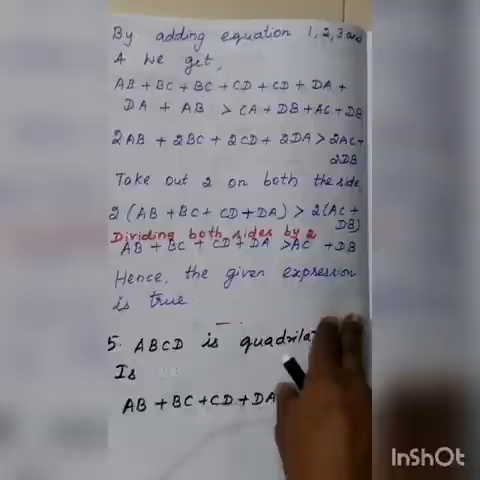 By adding equation 1, 2, 3 and
4 we get,
AB + BC + BC + CD + CD + DA +
DA + AB > CA + DB + AC + DB
2AB + 2BC + 2CD + 2DA > 2AC +
2DB
Take out 2 on both the side
2 (AB + BC + CD + DA) > 2(AC +
DB)
Dividing both sides by 2
AB + BC + CD + DA > AC + DB
Hence, the given expression
is true
5. ABCD is
Is
AB + BC + CD + DA
InShOt